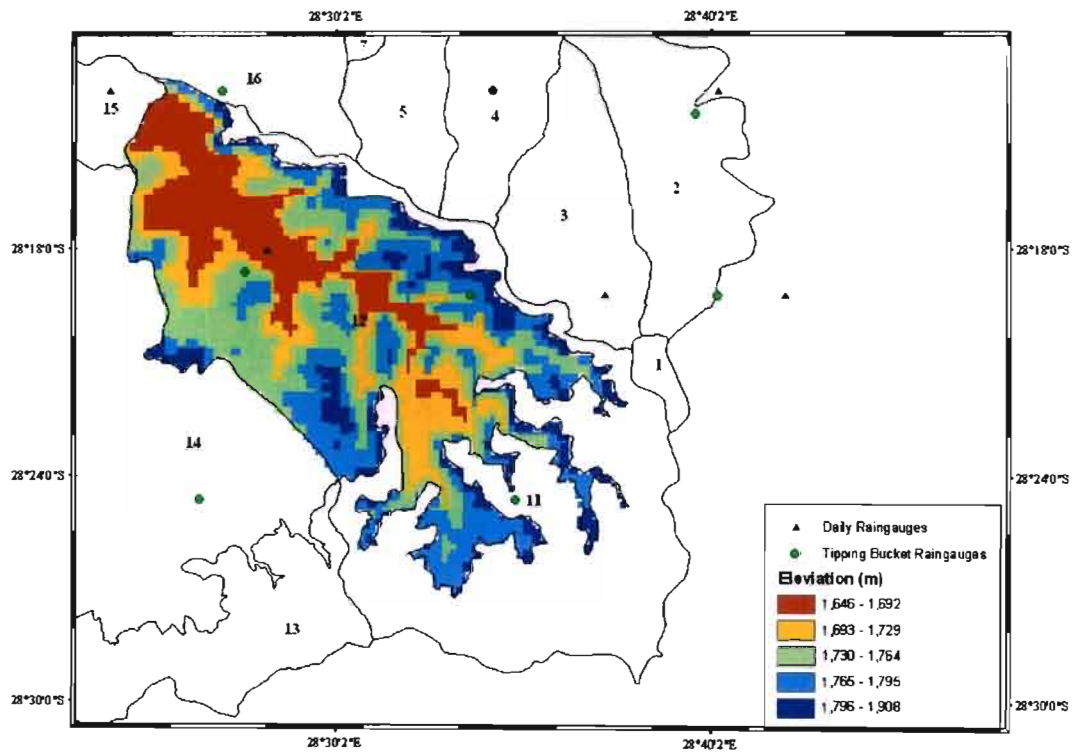 28°30'2"E 28°40'2"E
7
16
15
5
4
2
3
28°18'0"S 28°18'0"S
12
1
14
28°24'0"S 28°24'0"S
11
13
Daily Raingauges
Tipping Bucket Raingauges
Elevation (m)
1,646 - 1,692
1,693 - 1,729
1,730 - 1,764
1,765 - 1,795
1,796 - 1,908
28°30'0"S 28°30'0"S
28°30'2"E 28°40'2"E